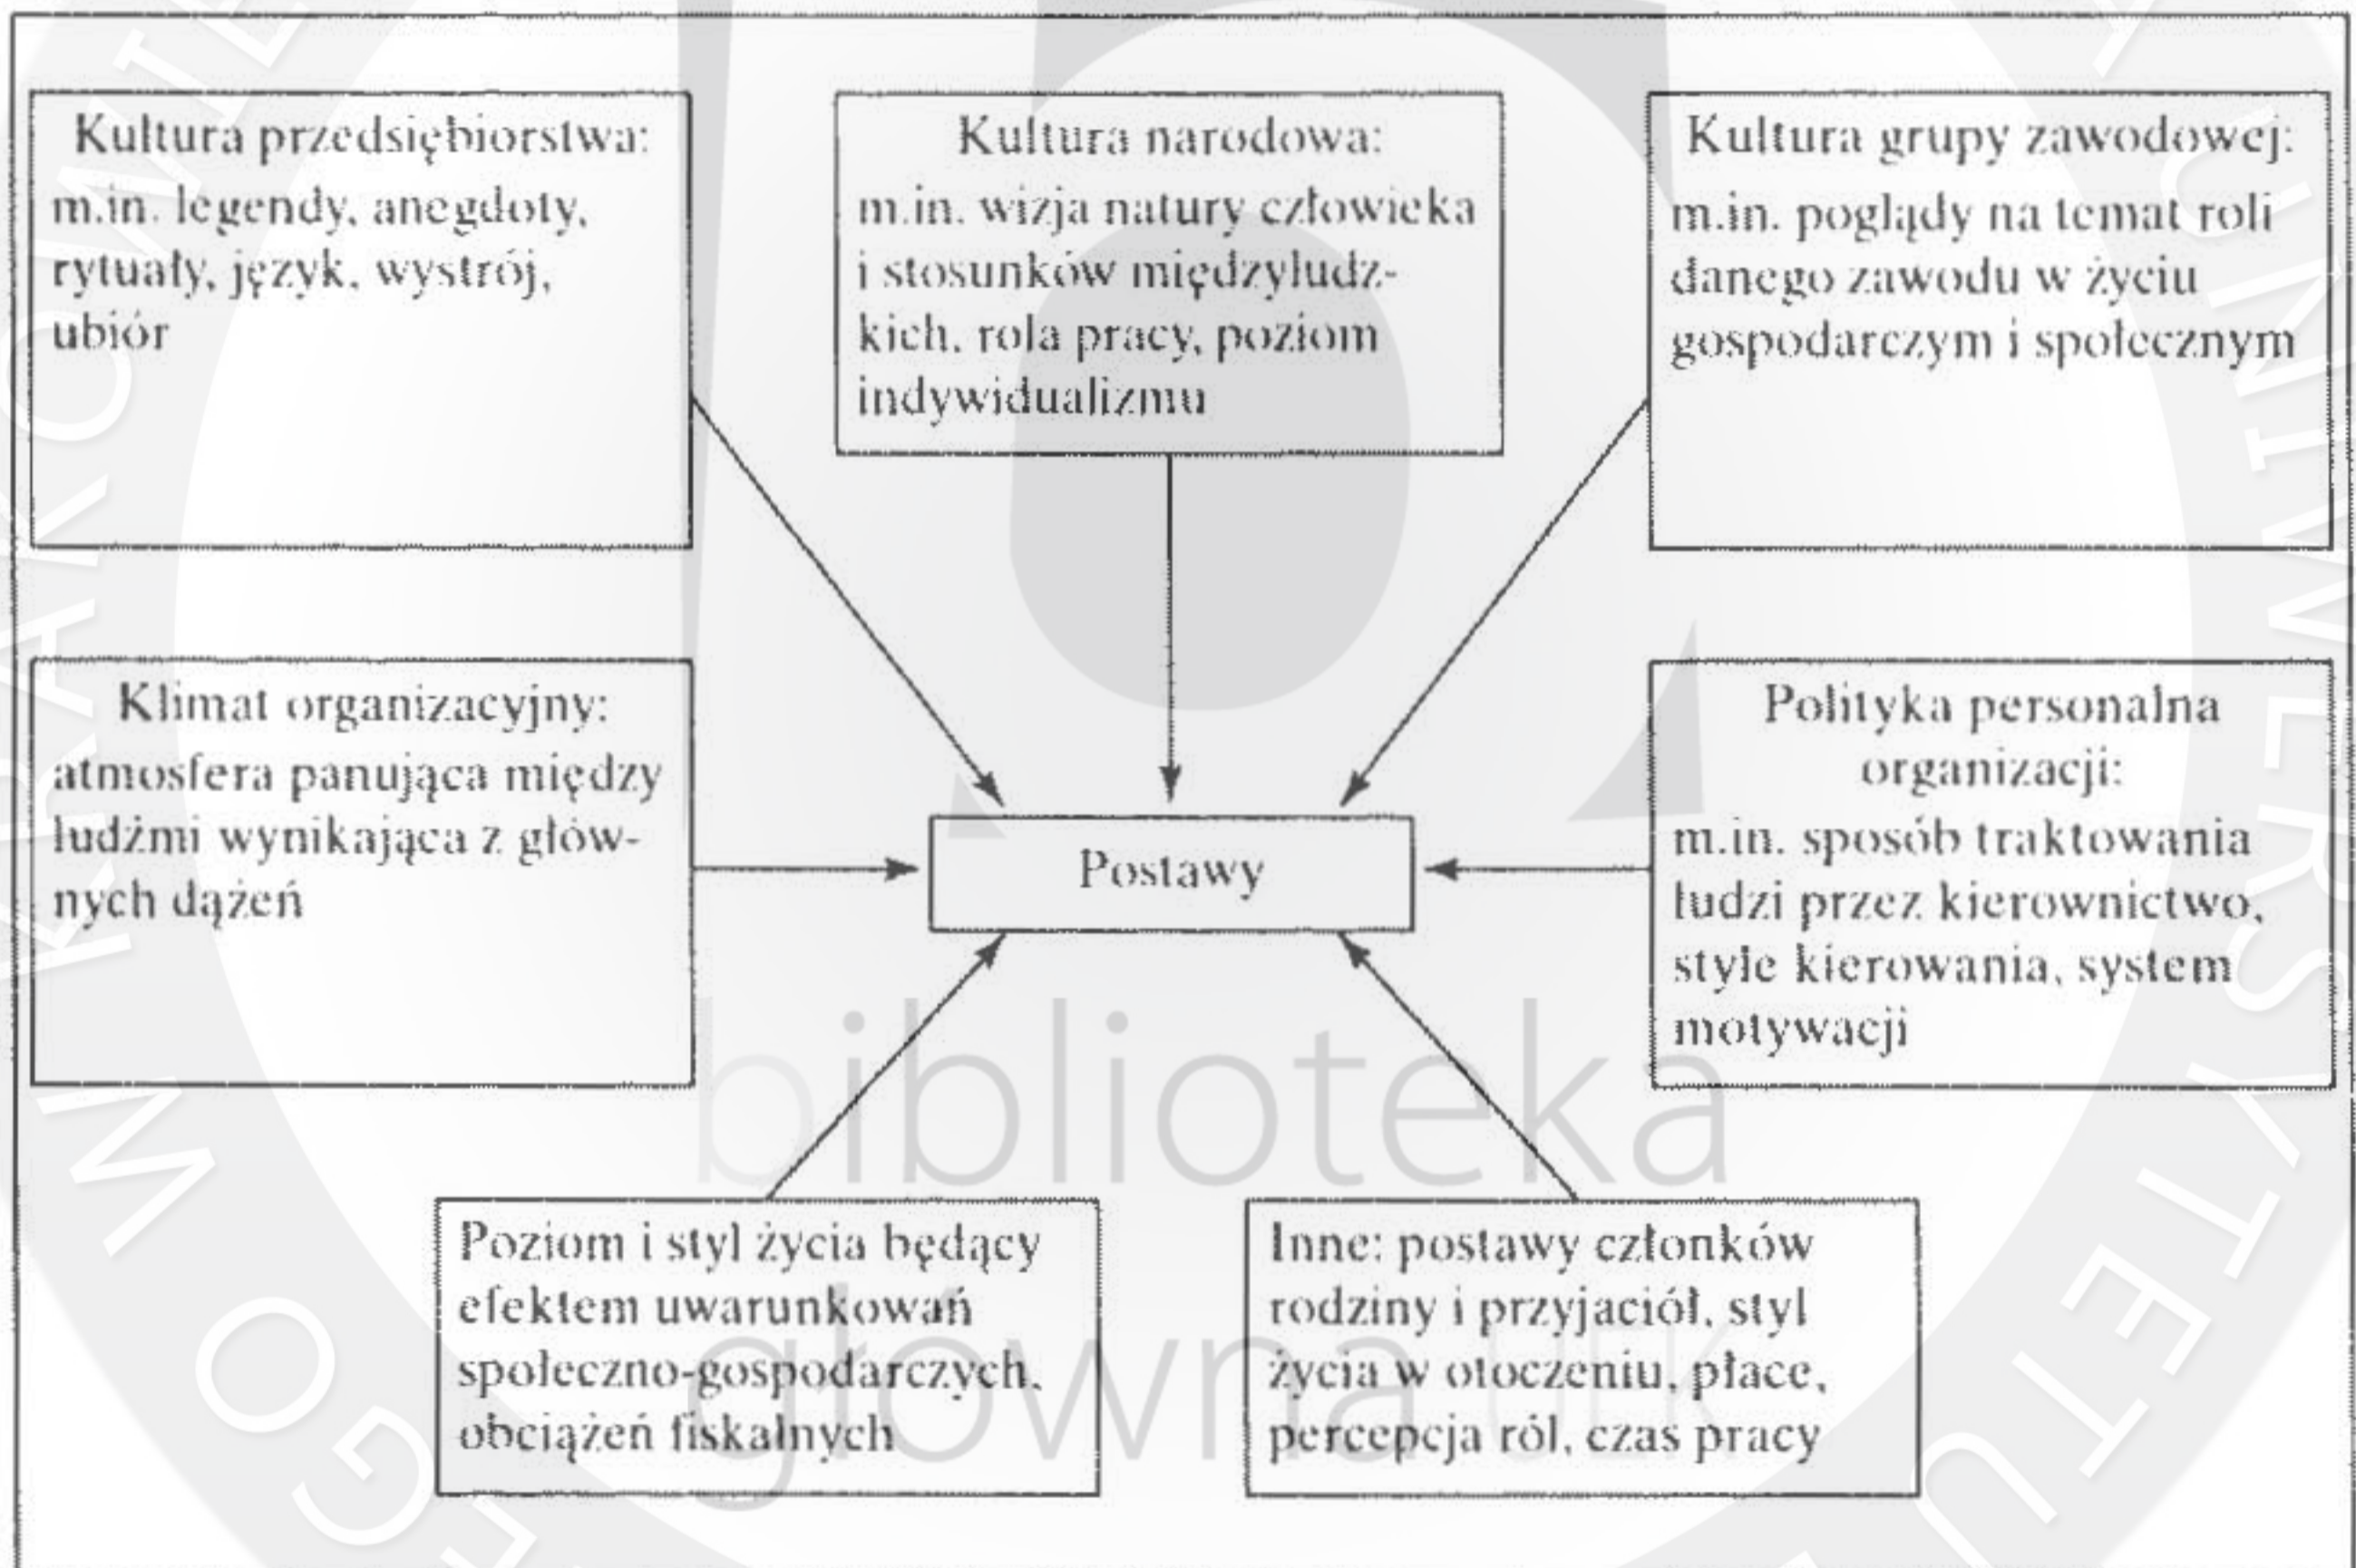 Kultura przedsiębiorstwa:
m.in. legendy, anegdoty,
rytuały, język, wystrój,
ubiór
Kultura narodowa:
m.in. wizja natury człowieka
i stosunków międzyludz-
kich, rola pracy, poziom
indywidualizmu
Kultura grupy zawodowej:
m.in. poglądy na temat roli
danego zawodu w życiu
gospodarczym i społecznym
Klimat organizacyjny:
atmosfera panująca między
ludźmi wynikająca z głów-
nych dążeń
Postawy
Polityka personalna
organizacji:
m.in. sposób traktowania
ludzi przez kierownictwo,
style kierowania, system
motywacji
Poziom i styl życia będący
efektem uwarunkowań
społeczno-gospodarczych,
obciążeń fiskalnych
Inne: postawy członków
rodziny i przyjaciół, styl
życia w otoczeniu, płace,
percepcja ról, czas pracy
biblioteka
główna UEK